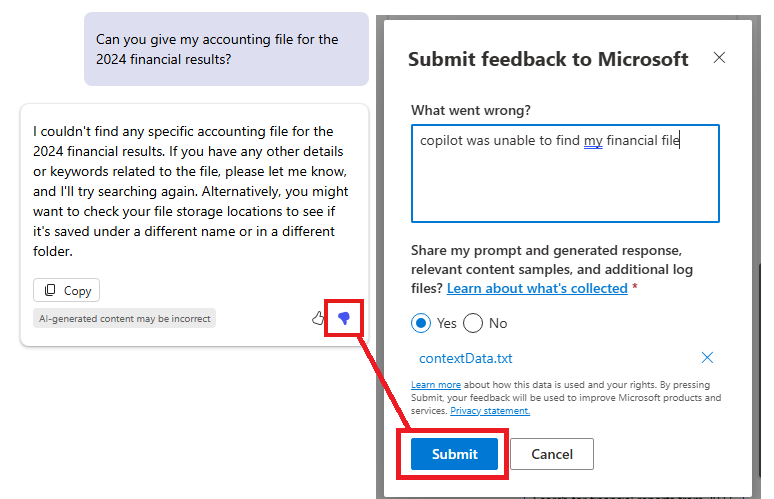 Can you give my accounting file for the
2024 financial results?
I couldn't find any specific accounting file for the
2024 financial results. If you have any other details
or keywords related to the file, please let me know,
and I'll try searching again. Alternatively, you might
want to check your file storage locations to see if
it's saved under a different name or in a different
folder.
Copy
AI-generated content may be incorrect
Submit feedback to Microsoft
What went wrong?
copilot was unable to find my financial file
Share my prompt and generated response,
relevant content samples, and additional log
files? Learn about what's collected *
Yes No
contextData.txt
Learn more about how this data is used and your rights. By pressing
Submit, your feedback will be used to improve Microsoft products and
services. Privacy statement.
Submit Cancel